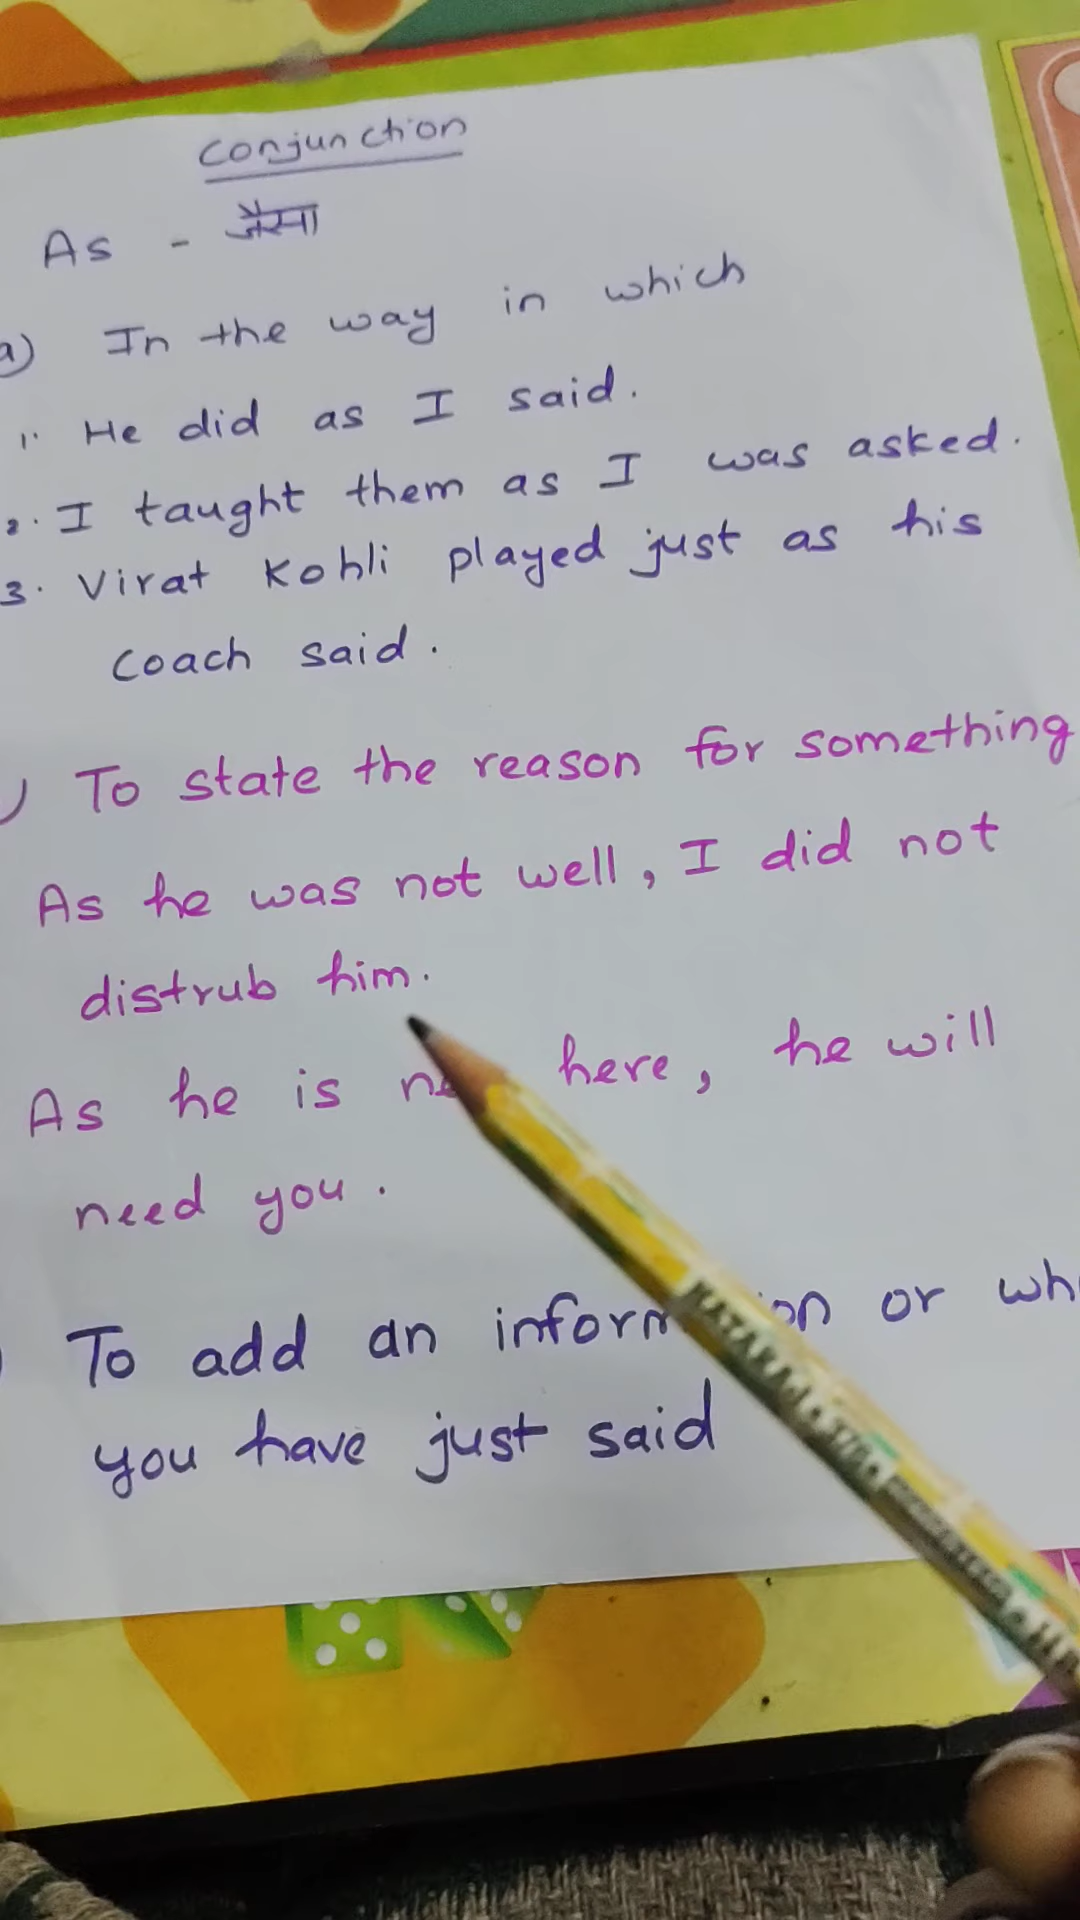 Conjunction
As - जैसा
a) In the way in which
1. He did as I said.
2. I taught them as I was asked.
3. Virat Kohli played just as his
coach said.
) To state the reason for something
As he was not well, I did not
distrub him.
As he is here, he will
need you.
To add an or
you have just said
NATARAJ